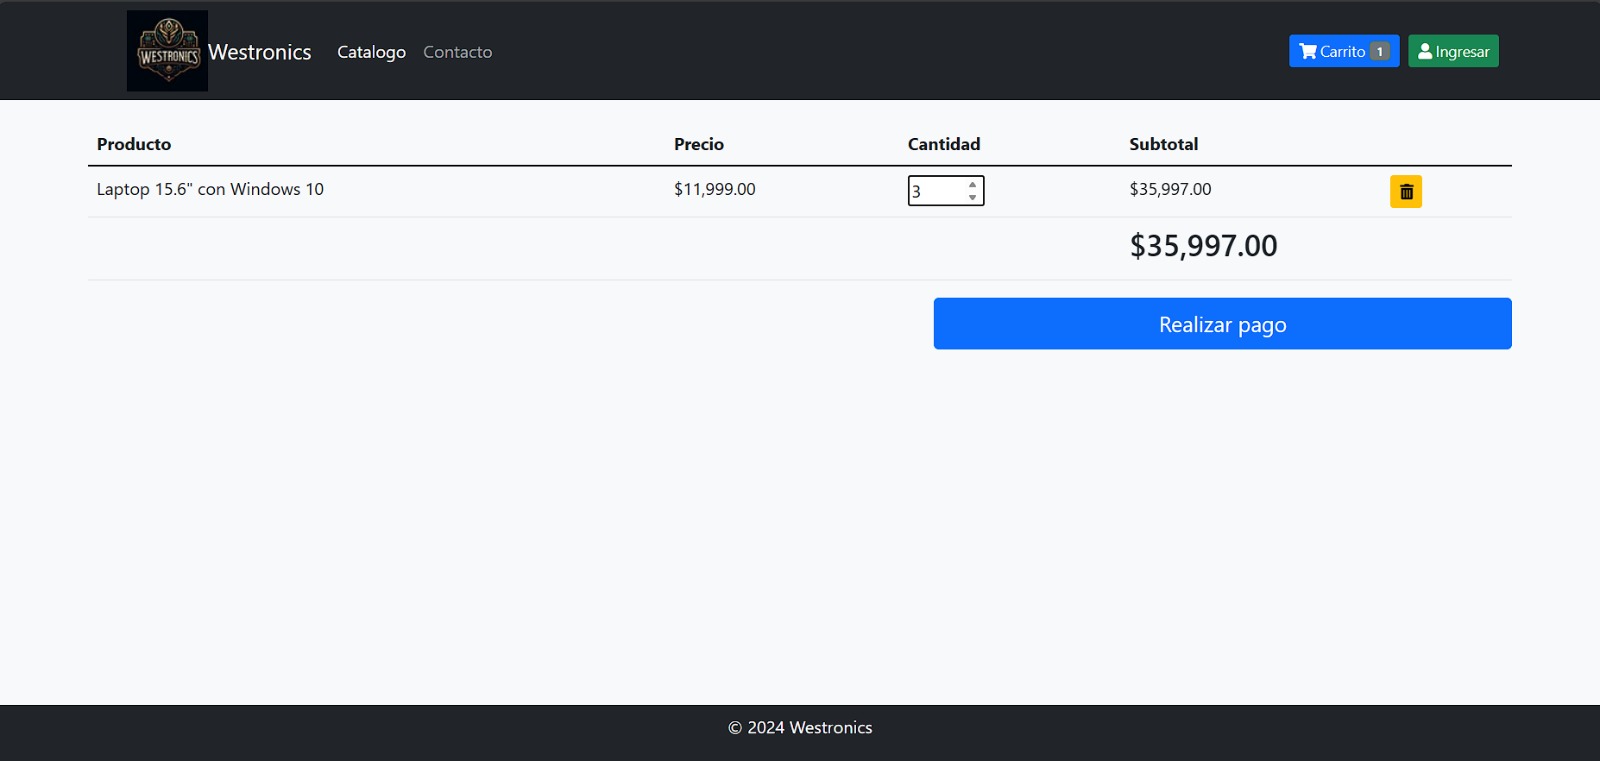 WESTRONICS
Westronics Catalogo Contacto Carrito 1 Ingresar
Producto Precio Cantidad Subtotal
Laptop 15.6" con Windows 10 $11,999.00 3 $35,997.00
$35,997.00
Realizar pago
© 2024 Westronics